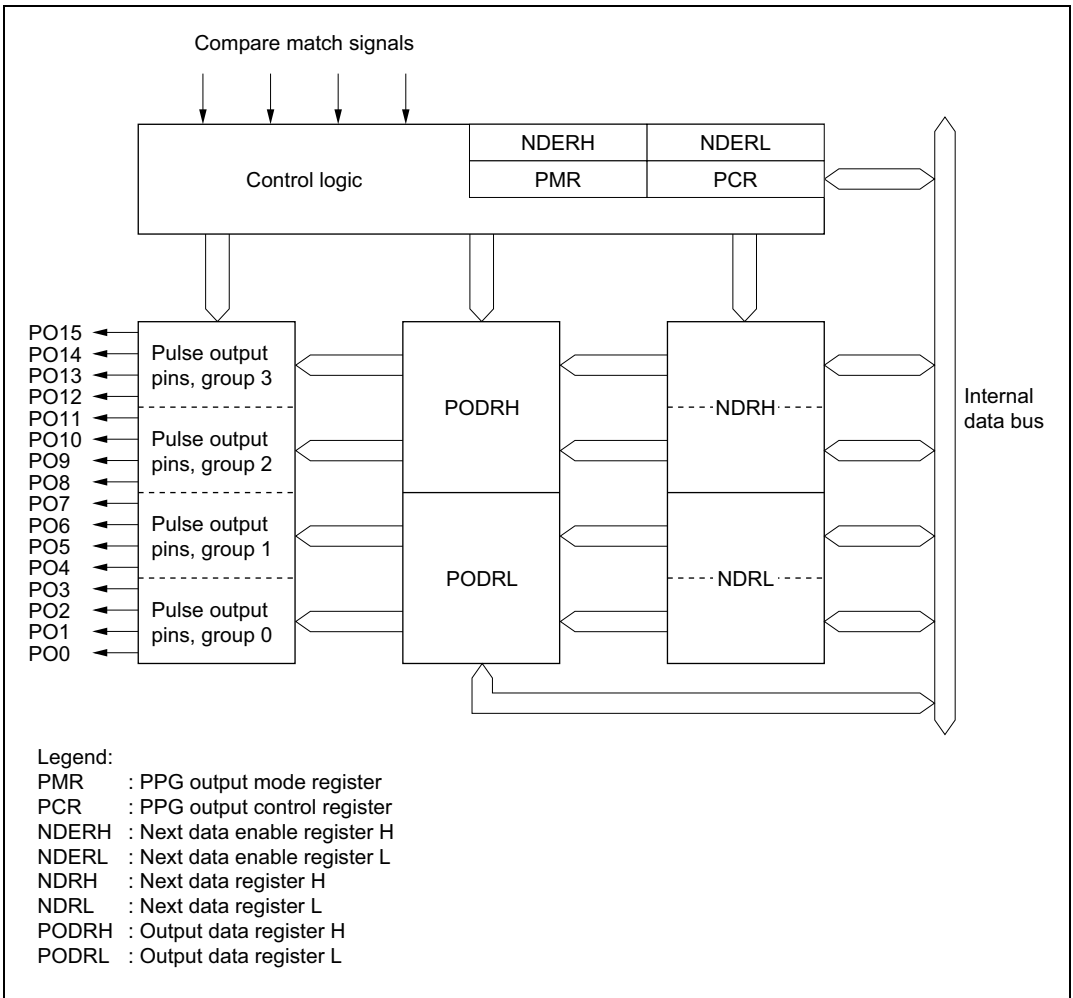 Compare match signals
NDERH
NDERL
Control logic
PMR
PCR
PO15
PO14
PO13
PO12
PO11
PO10
PO9
PO8
PO7
PO6
PO5
PO4
PO3
PO2
PO1
PO0
Pulse output
pins, group 3
Pulse output
pins, group 2
Pulse output
pins, group 1
Pulse output
pins, group 0
PODRH
PODRL
NDRH
NDRL
Internal
data bus
Legend:
PMR : PPG output mode register
PCR : PPG output control register
NDERH : Next data enable register H
NDERL : Next data enable register L
NDRH : Next data register H
NDRL : Next data register L
PODRH : Output data register H
PODRL : Output data register L